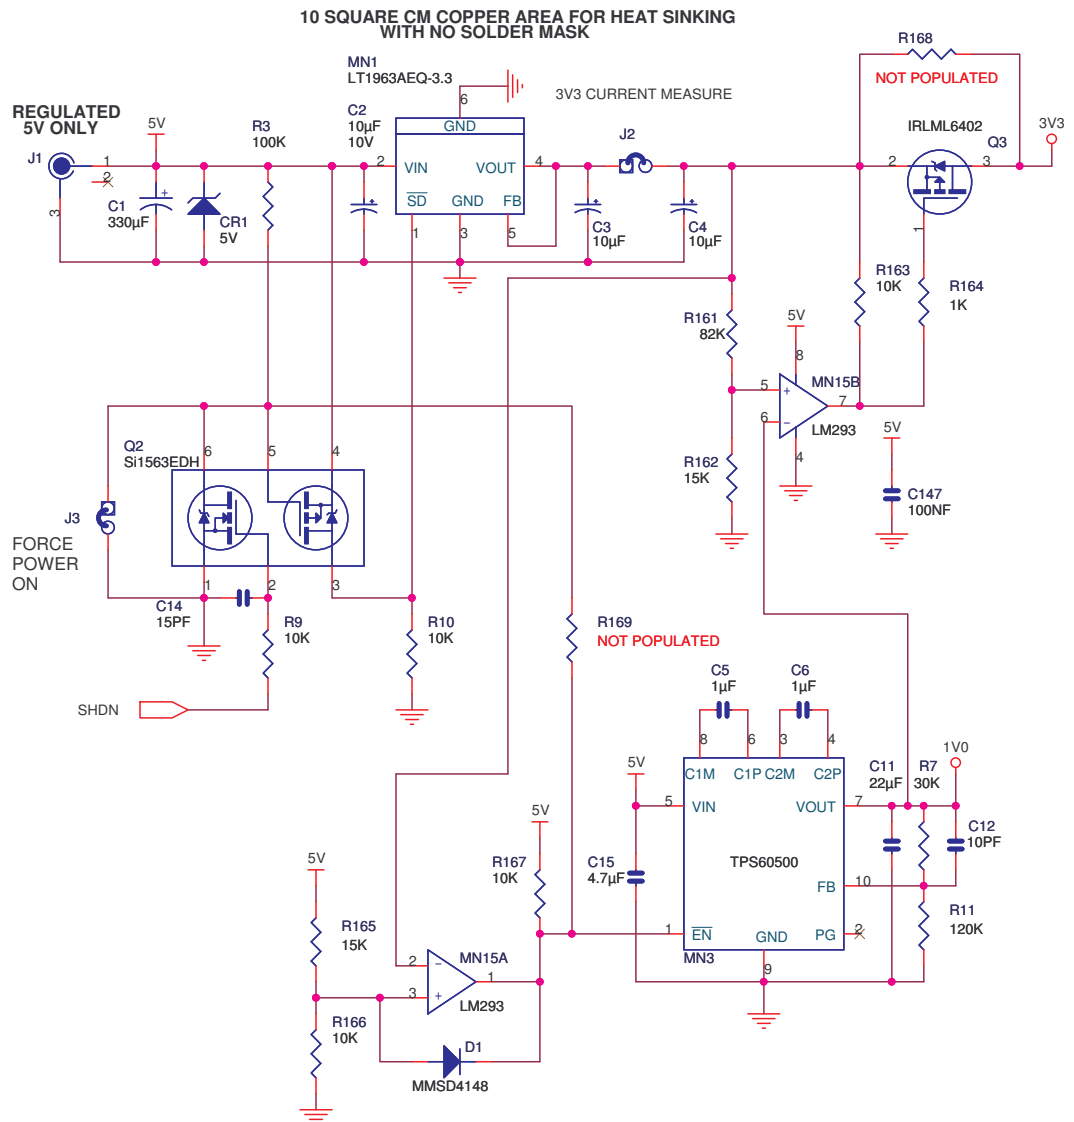 10 SQUARE CM COPPER AREA FOR HEAT SINKING
WITH NO SOLDER MASK
R168
NOT POPULATED
MN1
LT1963AEQ-3.3
6
GND
3V3 CURRENT MEASURE
REGULATED
5V ONLY
5V
R3
100K
C2
10µF
10V
J2
IRLML6402
Q3
3V3
J1
1
2
3
2
VIN
VOUT
4
SD
GND
FB
1
3
5
2
3
1
C1
330µF
+
CR1
5V
+
+
C3
10µF
+
C4
10µF
R163
10K
R164
1K
R161
82K
5V
8
5
+
6
−
MN15B
7
LM293
4
R162
15K
5V
C147
100NF
Q2
Si1563EDH
6
5
4
J3
FORCE
POWER
ON
1
2
3
C14
15PF
R9
10K
R10
10K
R169
NOT POPULATED
SHDN
C5
1µF
C6
1µF
8
6
3
4
C1M
C1P
C2M
C2P
5V
5
VIN
VOUT
7
C11
22µF
R7
30K
1V0
C12
10PF
TPS60500
C15
4.7µF
FB
10
R11
120K
1
EN
GND
PG
2
MN3
9
5V
R167
10K
5V
R165
15K
2
−
MN15A
1
3
+
LM293
R166
10K
D1
MMSD4148